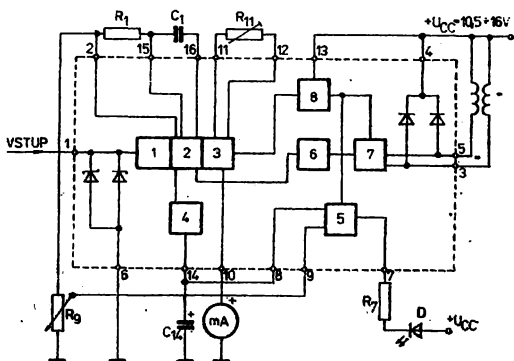 R1 C1 R11 +UCC=10,5÷16V
2 15 16 11 12 13 4
8
VSTUP 1 1 2 3 6 7 5
3
4 5
6 14 10 8 9 7
R9 C14 + + mA R7 D +UCC